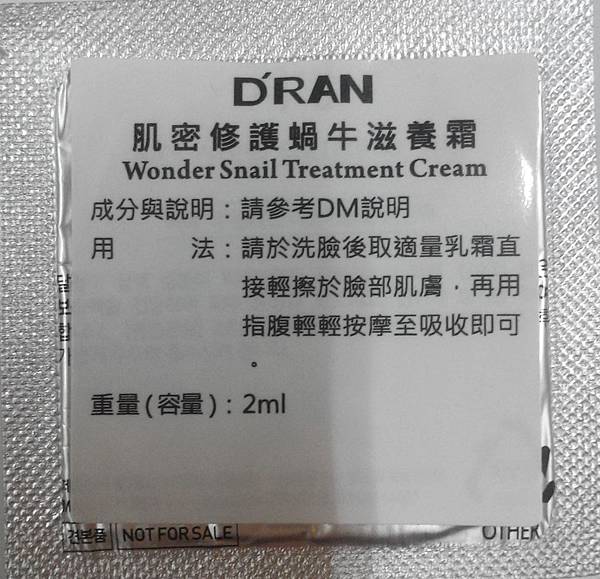 D'RAN
肌密修護蝸牛滋養霜
Wonder Snail Treatment Cream
成分與說明：請參考DM說明
用 法：請於洗臉後取適量乳霜直
接輕擦於臉部肌膚，再用
指腹輕輕按摩至吸收即可
。
重量(容量)：2ml
견본품 NOT FOR SALE
OTHER